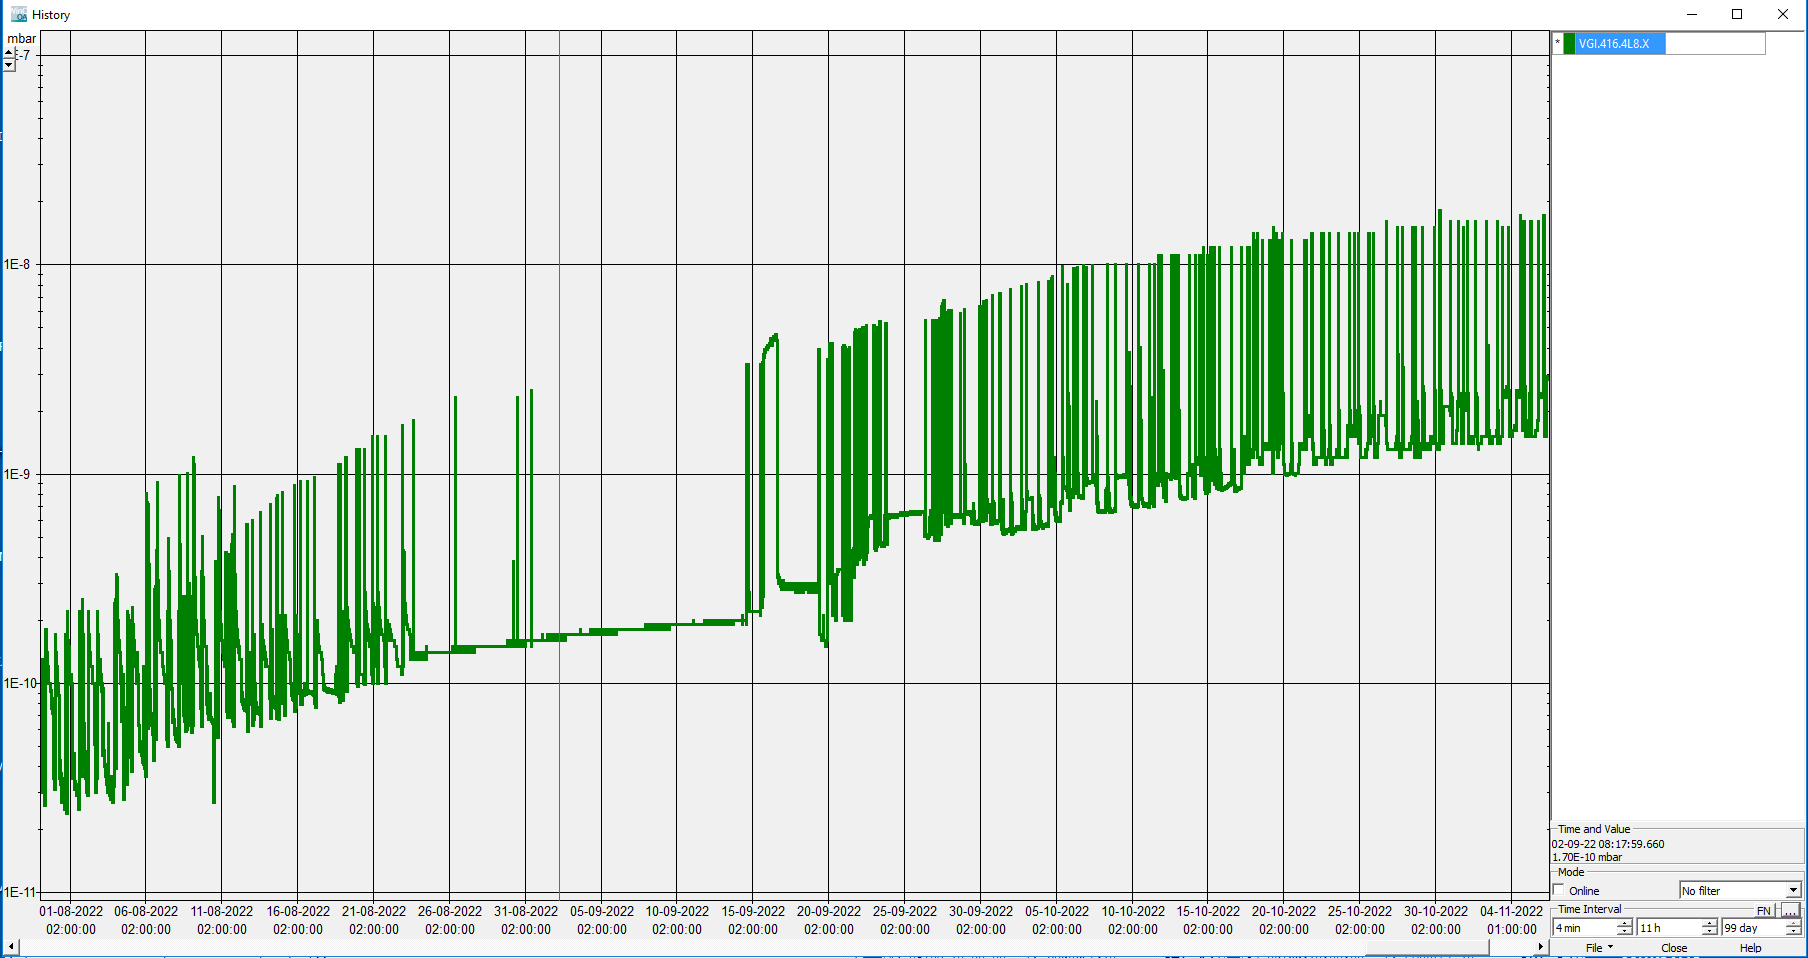 History
mbar
E-7
1E-8
1E-9
1E-10
1E-11
01-08-2022 06-08-2022 11-08-2022 16-08-2022 21-08-2022 26-08-2022 31-08-2022 05-09-2022 10-09-2022 15-09-2022 20-09-2022 25-09-2022 30-09-2022 05-10-2022 10-10-2022 15-10-2022 20-10-2022 25-10-2022 30-10-2022 04-11-2022
02:00:00 02:00:00 02:00:00 02:00:00 02:00:00 02:00:00 02:00:00 02:00:00 02:00:00 02:00:00 02:00:00 02:00:00 02:00:00 02:00:00 02:00:00 02:00:00 02:00:00 02:00:00 02:00:00 01:00:00
* VGI.416.4L8.X
Time and Value
02-09-22 08:17:59.660
1.70E-10 mbar
Mode
Online No filter
Time Interval FN ...
4 min 11 h 99 day
File Close Help